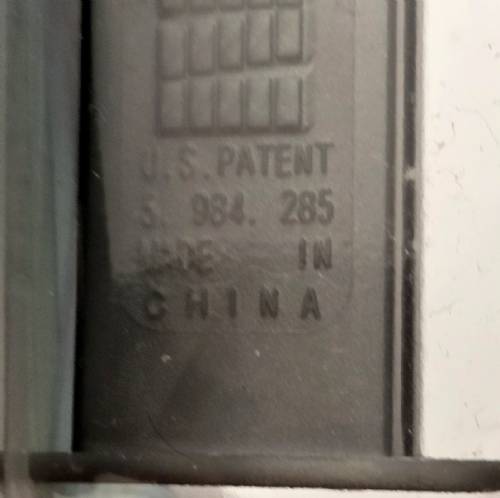 U.S. PATENT
5. 984. 285
MADE IN
CHINA